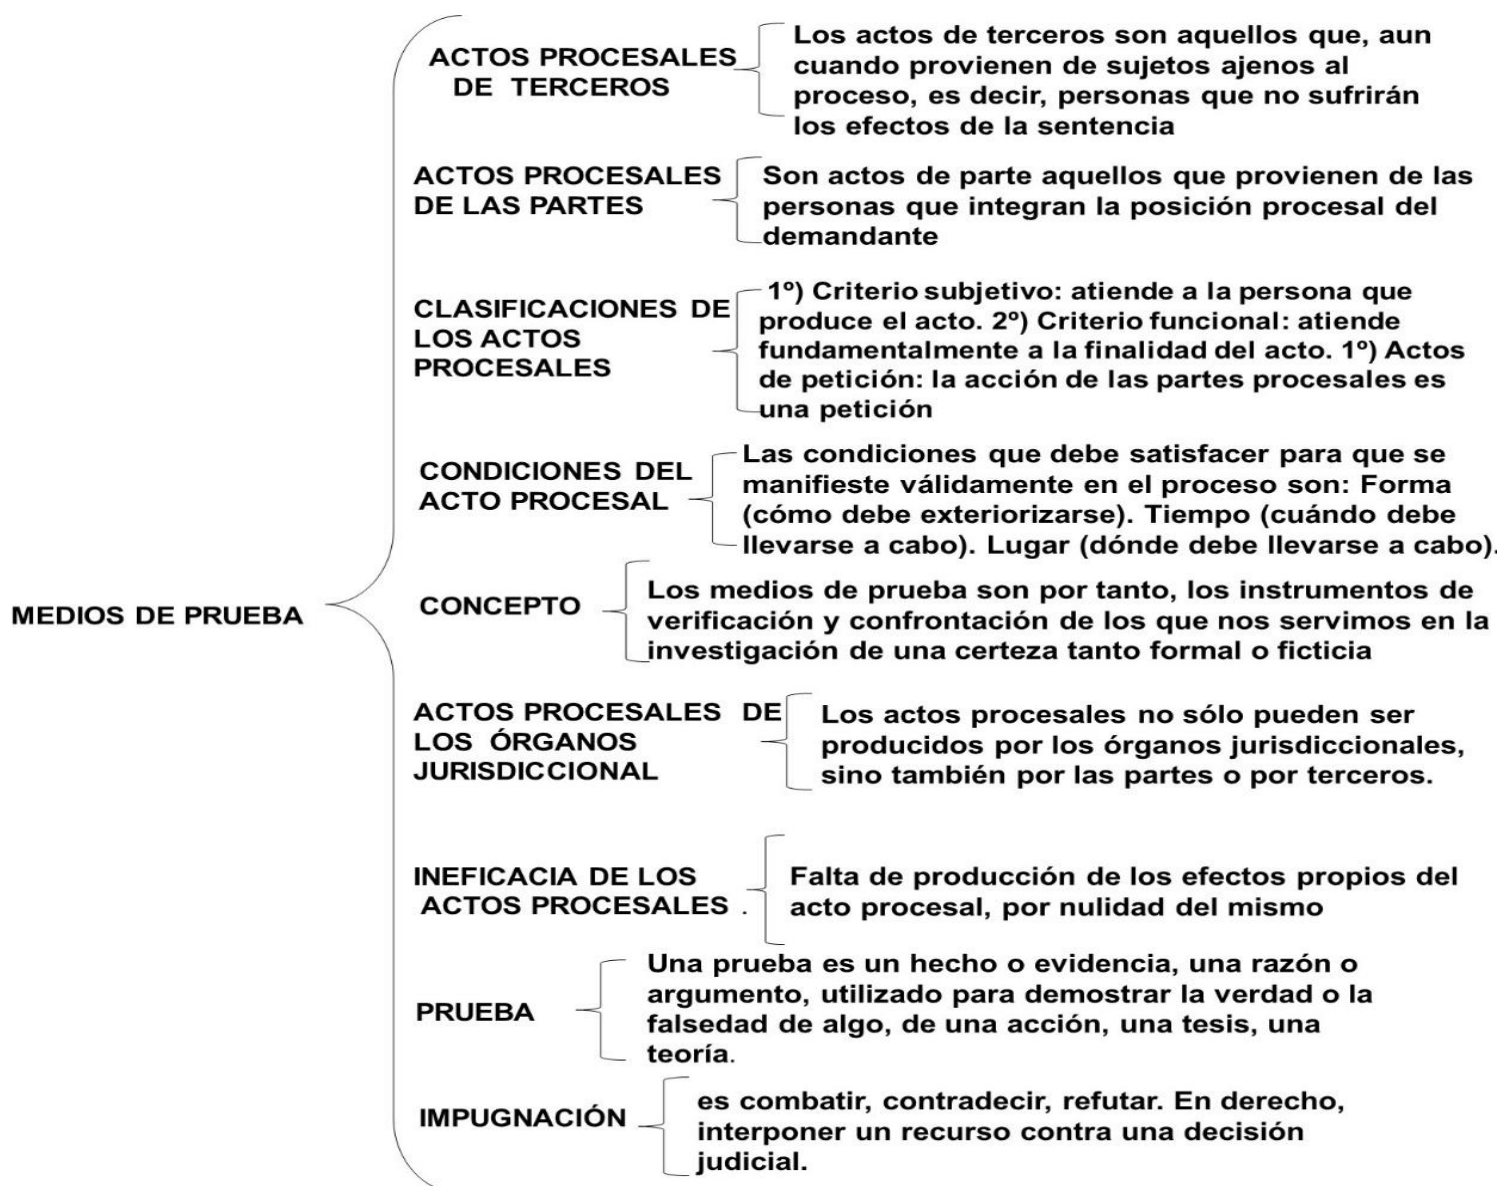 MEDIOS DE PRUEBA
ACTOS PROCESALES
DE TERCEROS
Los actos de terceros son aquellos que, aun
cuando provienen de sujetos ajenos al
proceso, es decir, personas que no sufrirán
los efectos de la sentencia
ACTOS PROCESALES
DE LAS PARTES
Son actos de parte aquellos que provienen de las
personas que integran la posición procesal del
demandante
CLASIFICACIONES DE
LOS ACTOS
PROCESALES
1º) Criterio subjetivo: atiende a la persona que
produce el acto. 2º) Criterio funcional: atiende
fundamentalmente a la finalidad del acto. 1º) Actos
de petición: la acción de las partes procesales es
una petición
CONDICIONES DEL
ACTO PROCESAL
Las condiciones que debe satisfacer para que se
manifieste válidamente en el proceso son: Forma
(cómo debe exteriorizarse). Tiempo (cuándo debe
llevarse a cabo). Lugar (dónde debe llevarse a cabo).
CONCEPTO
Los medios de prueba son por tanto, los instrumentos de
verificación y confrontación de los que nos servimos en la
investigación de una certeza tanto formal o ficticia
ACTOS PROCESALES DE
LOS ÓRGANOS
JURISDICCIONAL
Los actos procesales no sólo pueden ser
producidos por los órganos jurisdiccionales,
sino también por las partes o por terceros.
INEFICACIA DE LOS
ACTOS PROCESALES .
Falta de producción de los efectos propios del
acto procesal, por nulidad del mismo
PRUEBA
Una prueba es un hecho o evidencia, una razón o
argumento, utilizado para demostrar la verdad o la
falsedad de algo, de una acción, una tesis, una
teoría.
IMPUGNACIÓN
es combatir, contradecir, refutar. En derecho,
interponer un recurso contra una decisión
judicial.